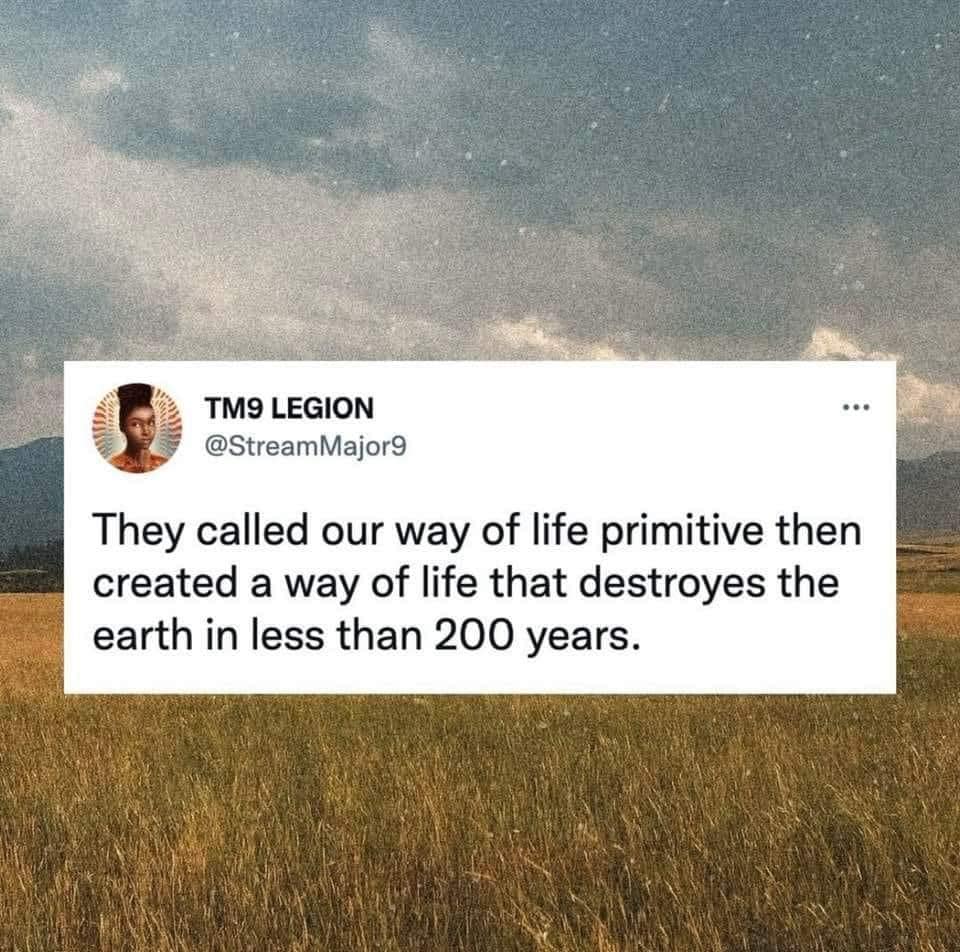 TM9 LEGION
@StreamMajor9
They called our way of life primitive then
created a way of life that destroyes the
earth in less than 200 years.